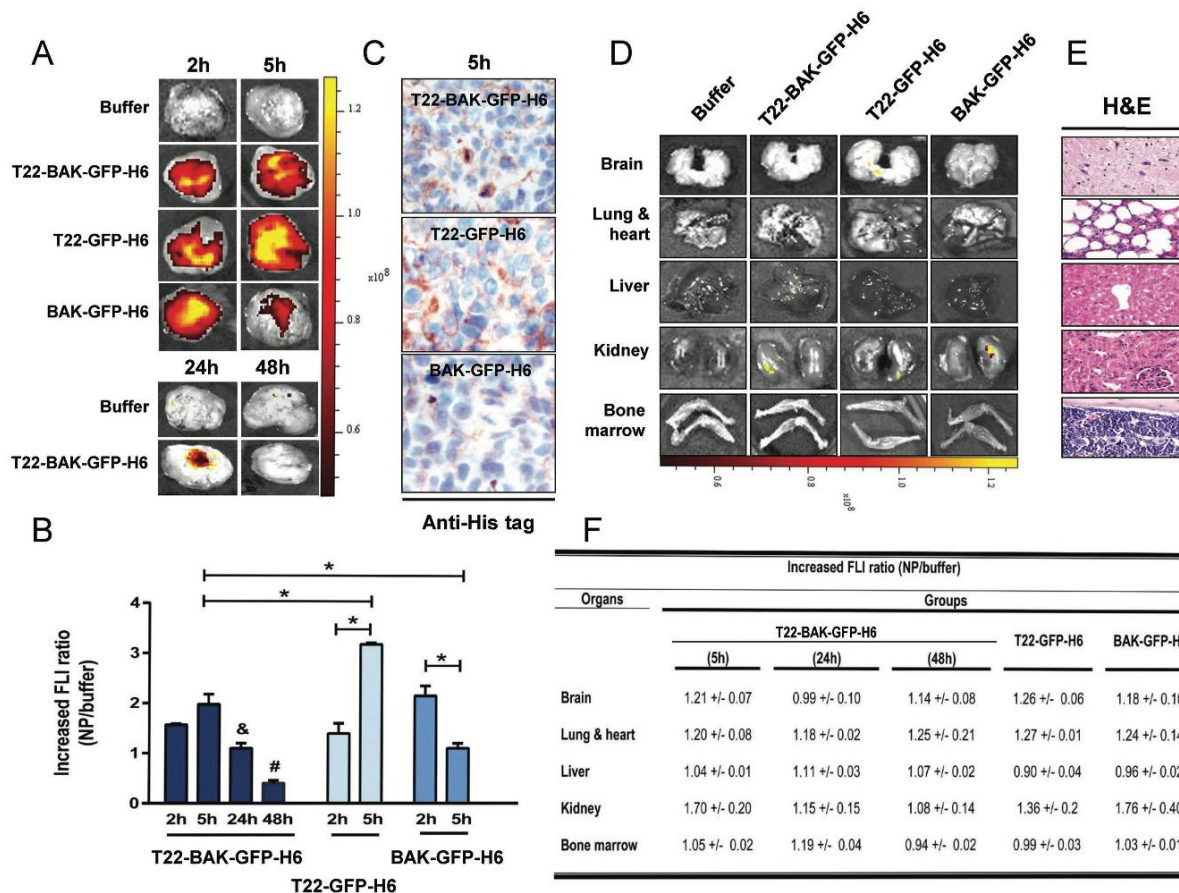 A
2h 5h
Buffer
T22-BAK-GFP-H6
T22-GFP-H6
BAK-GFP-H6
24h 48h
Buffer
T22-BAK-GFP-H6
1.2
1.0
x10⁸
0.8
0.6
C
5h
T22-BAK-GFP-H6
T22-GFP-H6
BAK-GFP-H6
Anti-His tag
D
Buffer
T22-BAK-GFP-H6
T22-GFP-H6
BAK-GFP-H6
Brain
Lung &
heart
Liver
Kidney
Bone
marrow
0.6 0.8 1.0 1.2
x10⁸
E
H&E
B
Increased FLI ratio
(NP/buffer)
4
3
2
1
0
* * * *
& #
2h 5h 24h 48h 2h 5h 2h 5h
T22-BAK-GFP-H6
T22-GFP-H6
BAK-GFP-H6
F
Increased FLI ratio (NP/buffer)
Organs Groups
T22-BAK-GFP-H6 T22-GFP-H6 BAK-GFP-H
(5h) (24h) (48h)
Brain 1.21 +/- 0.07 0.99 +/- 0.10 1.14 +/- 0.08 1.26 +/- 0.06 1.18 +/- 0.10
Lung & heart 1.20 +/- 0.08 1.18 +/- 0.02 1.25 +/- 0.21 1.27 +/- 0.01 1.24 +/- 0.14
Liver 1.04 +/- 0.01 1.11 +/- 0.03 1.07 +/- 0.02 0.90 +/- 0.04 0.96 +/- 0.02
Kidney 1.70 +/- 0.20 1.15 +/- 0.15 1.08 +/- 0.14 1.36 +/- 0.2 1.76 +/- 0.40
Bone marrow 1.05 +/- 0.02 1.19 +/- 0.04 0.94 +/- 0.02 0.99 +/- 0.03 1.03 +/- 0.01